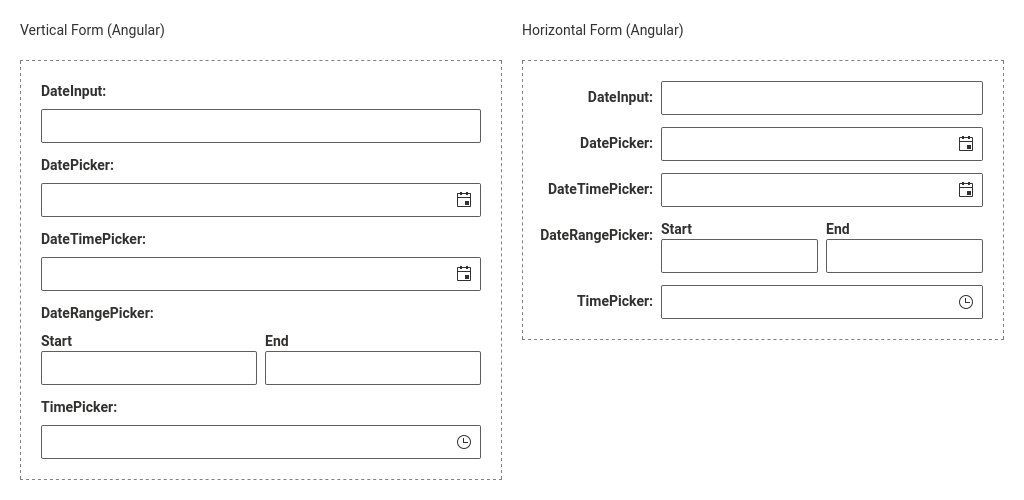 Vertical Form (Angular)
DateInput:
DatePicker:
DateTimePicker:
DateRangePicker:
Start End
TimePicker:
Horizontal Form (Angular)
DateInput:
DatePicker:
DateTimePicker:
DateRangePicker: Start End
TimePicker: